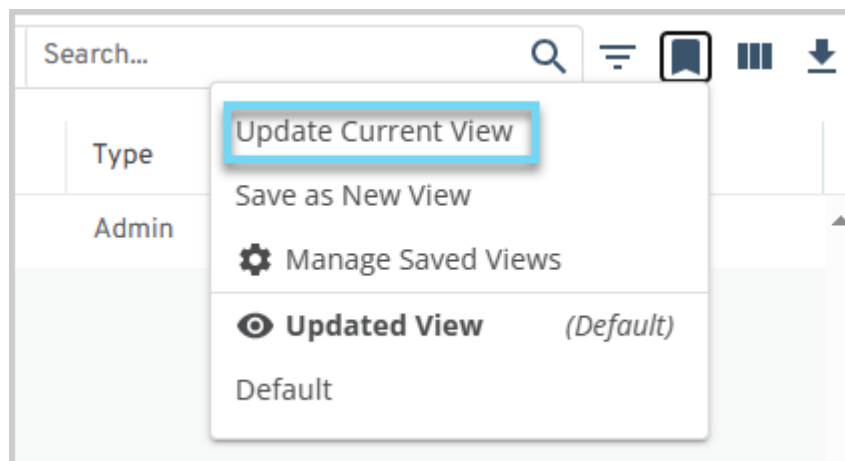 Search...
Type
Admin
Update Current View
Save as New View
Manage Saved Views
Updated View (Default)
Default